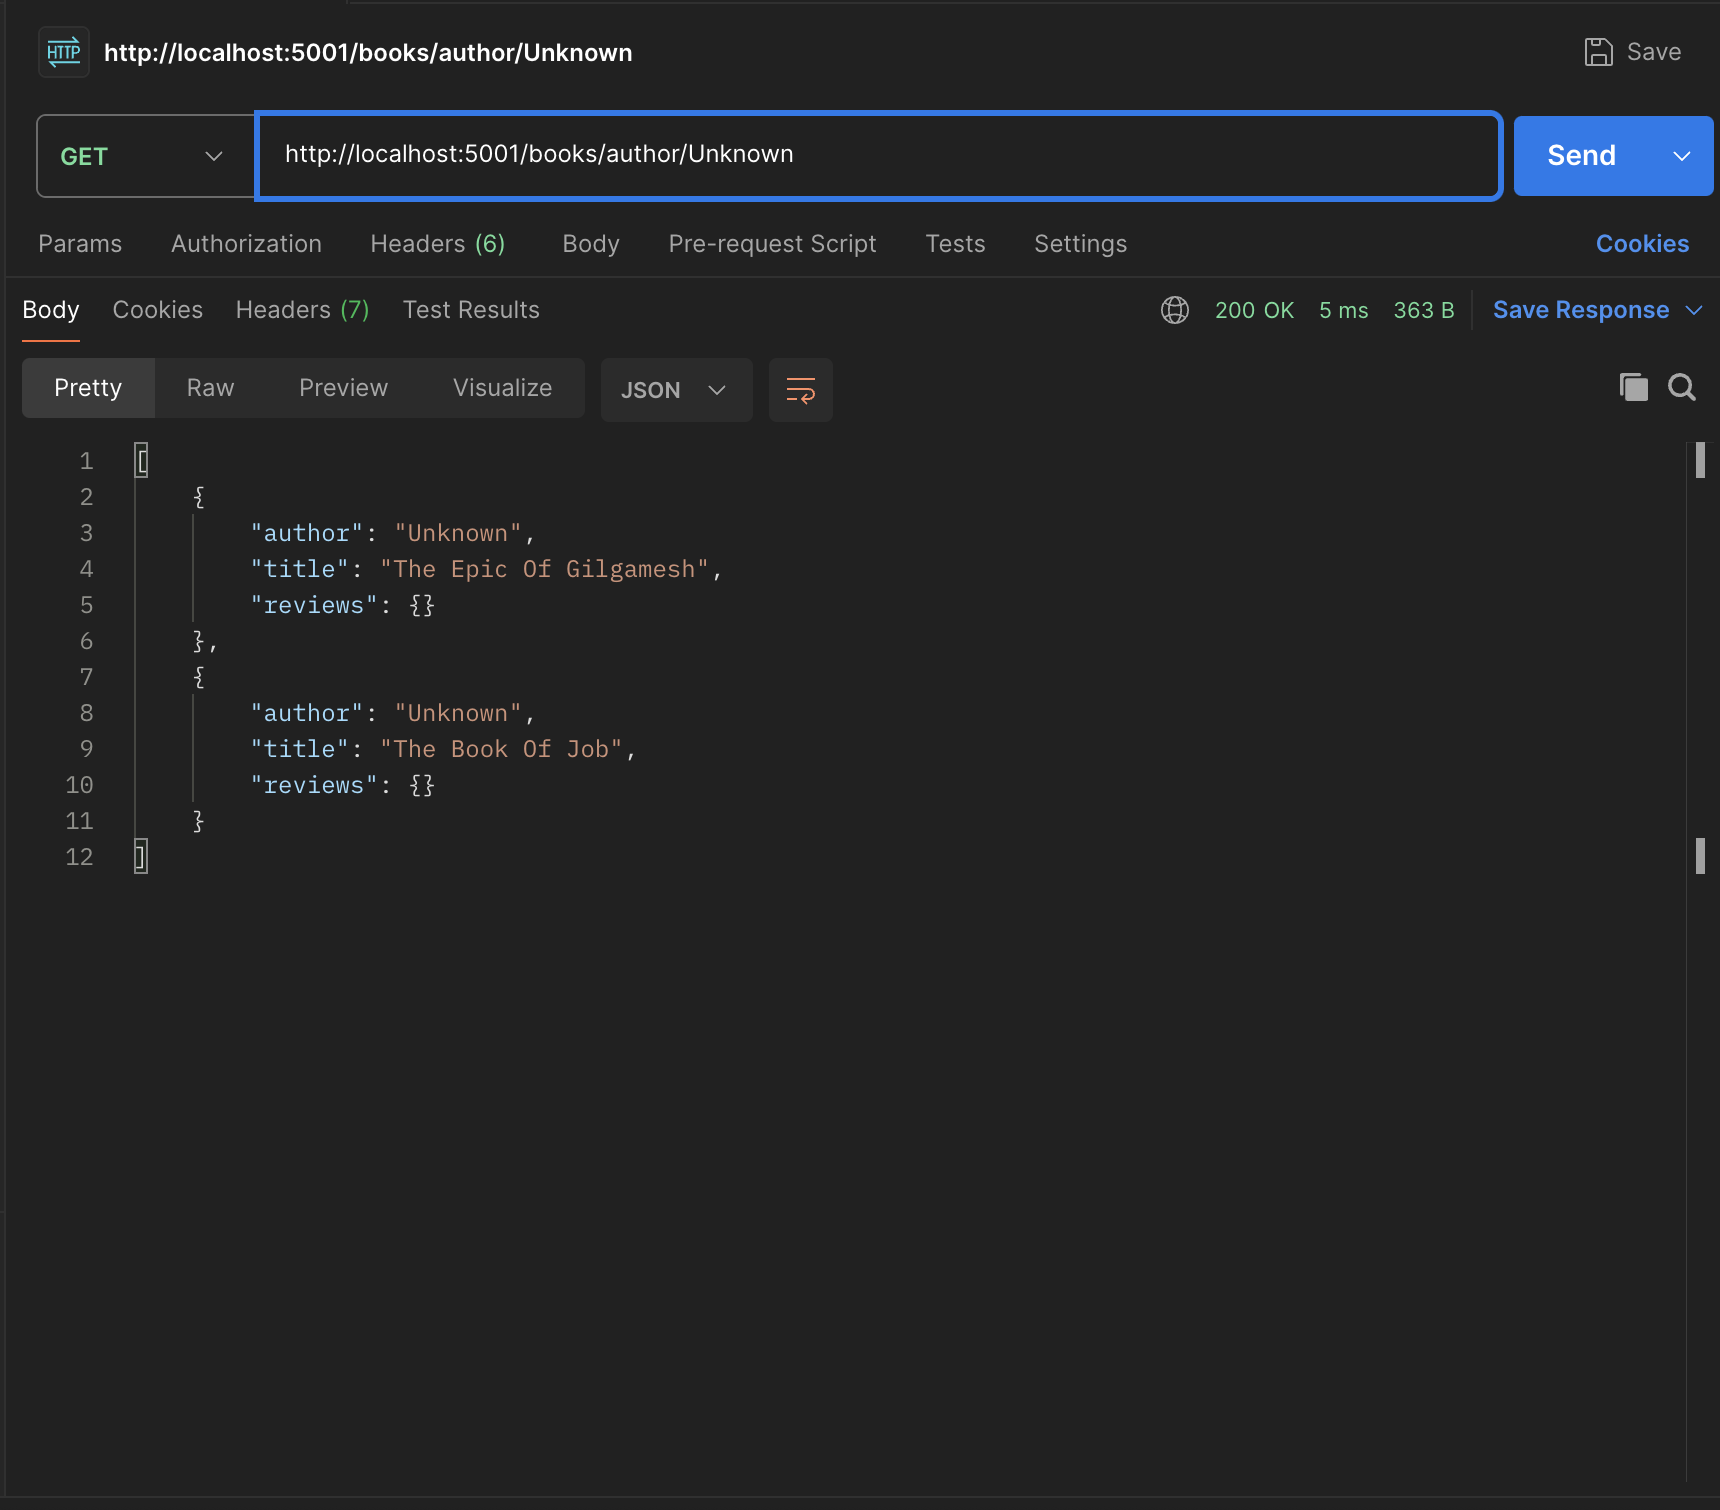 HTTP http://localhost:5001/books/author/Unknown Save
GET http://localhost:5001/books/author/Unknown Send
Params Authorization Headers (6) Body Pre-request Script Tests Settings Cookies
Body Cookies Headers (7) Test Results 200 OK 5 ms 363 B Save Response
Pretty Raw Preview Visualize JSON
1 [
2 {
3 "author": "Unknown",
4 "title": "The Epic Of Gilgamesh",
5 "reviews": {}
6 },
7 {
8 "author": "Unknown",
9 "title": "The Book Of Job",
10 "reviews": {}
11 }
12 ]